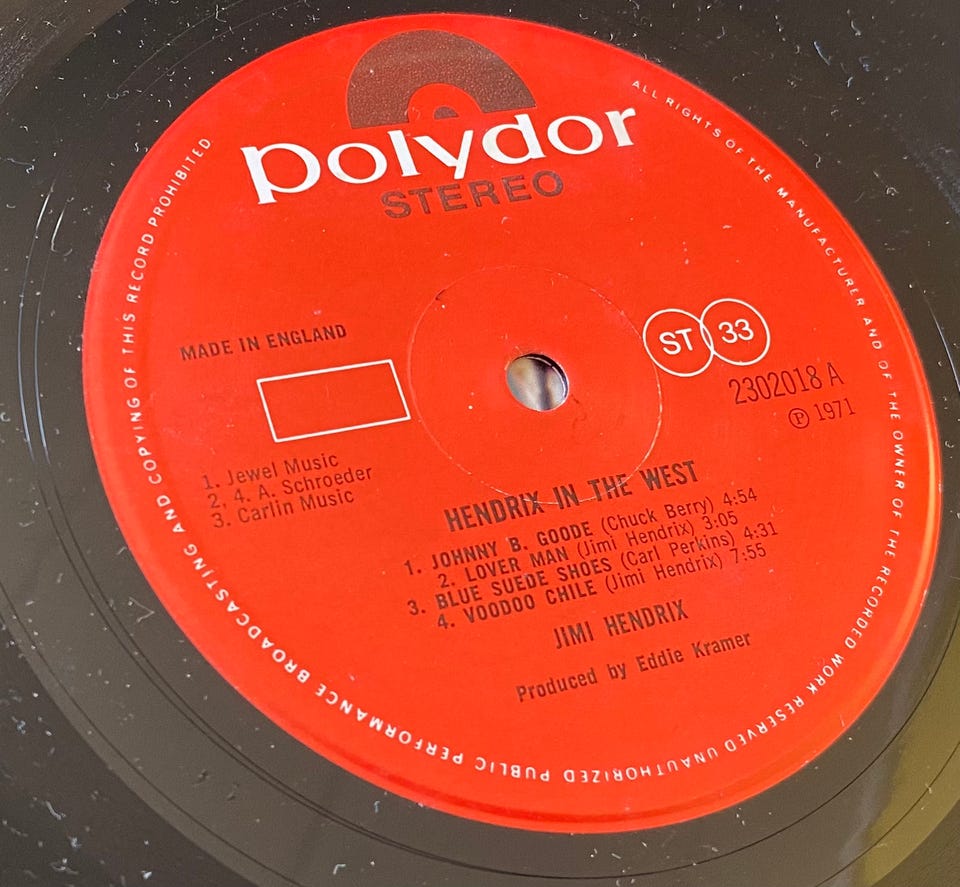 polydor
STEREO
MADE IN ENGLAND
ST 33
2302018 A
℗ 1971
1. Jewel Music
2, 4. A. Schroeder
3. Carlin Music
HENDRIX IN THE WEST
1. JOHNNY B. GOODE (Chuck Berry) 4:54
2. LOVER MAN (Jimi Hendrix) 3:05
3. BLUE SUEDE SHOES (Carl Perkins) 4:31
4. VOODOO CHILE (Jimi Hendrix) 7:55
JIMI HENDRIX
Produced by Eddie Kramer
ALL RIGHTS OF THE MANUFACTURER AND OF THE OWNER OF THE RECORDED WORK RESERVED UNAUTHORIZED PUBLIC PERFORMANCE BROADCASTING AND COPYING OF THIS RECORD PROHIBITED